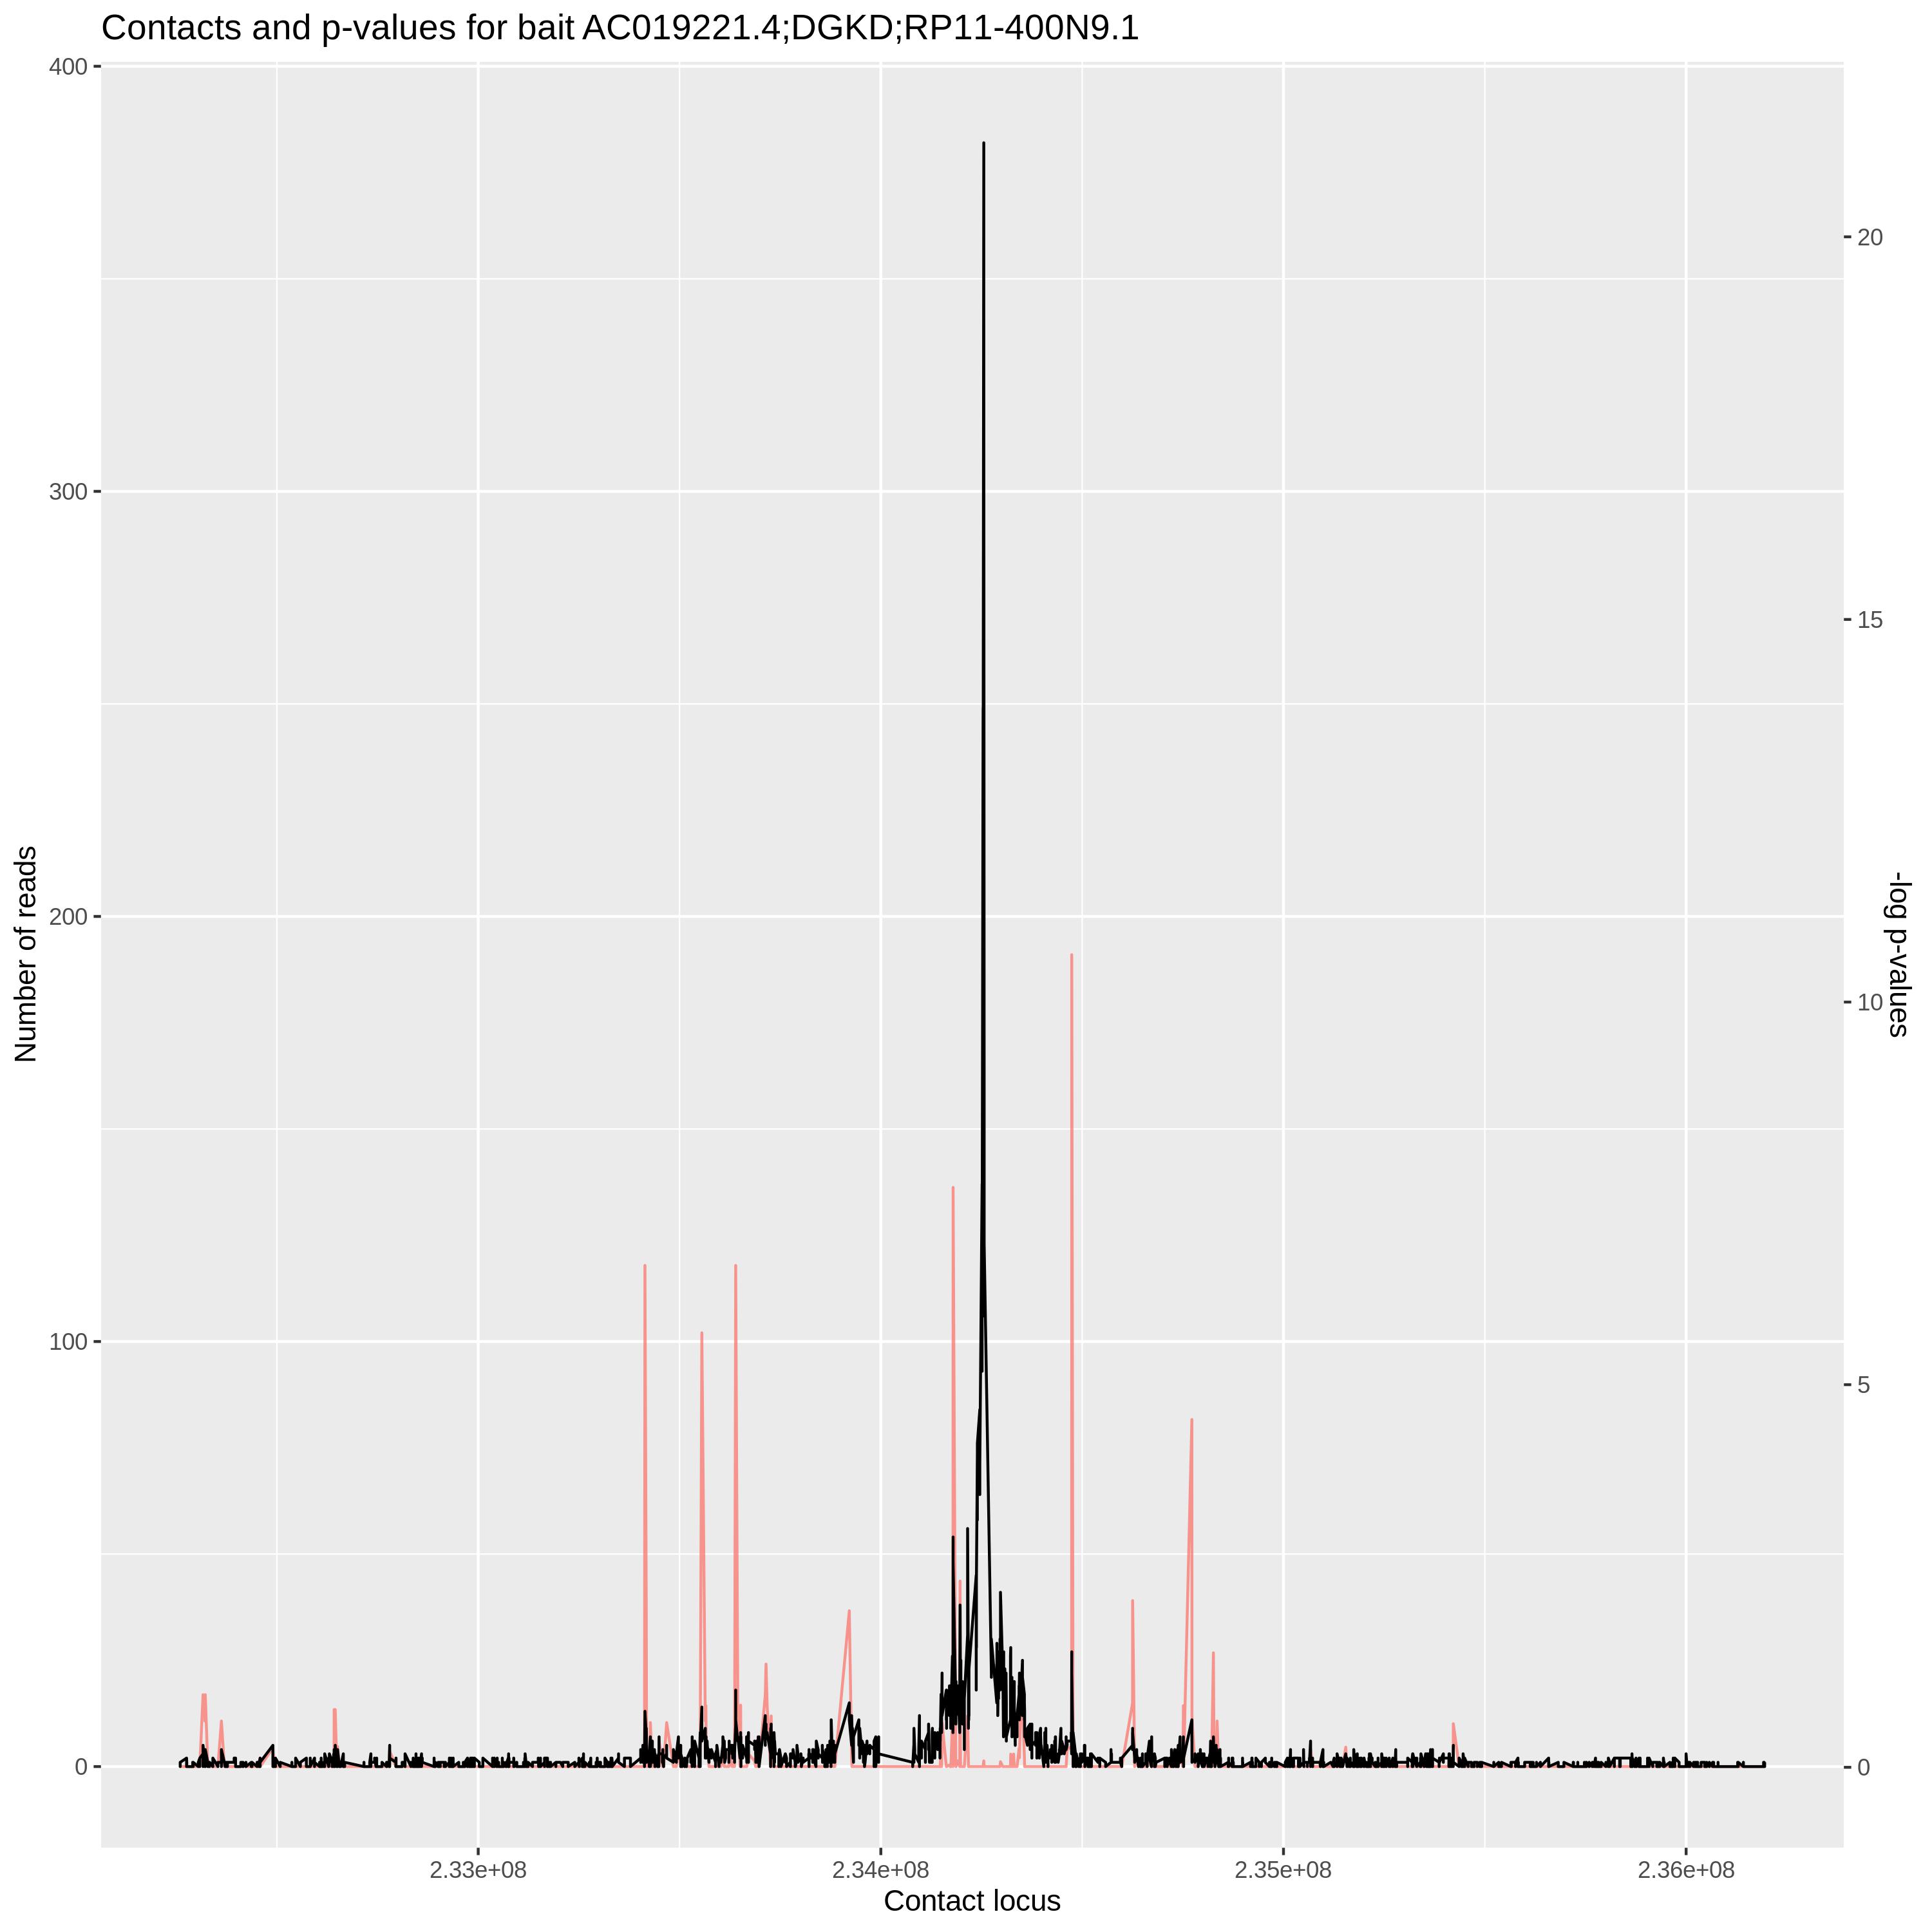 Contacts and p-values for bait AC019221.4;DGKD;RP11-400N9.1
400
300
200
100
0
Number of reads
20
15
10
5
0
-log p-values
2.33e+08
2.34e+08
2.35e+08
2.36e+08
Contact locus